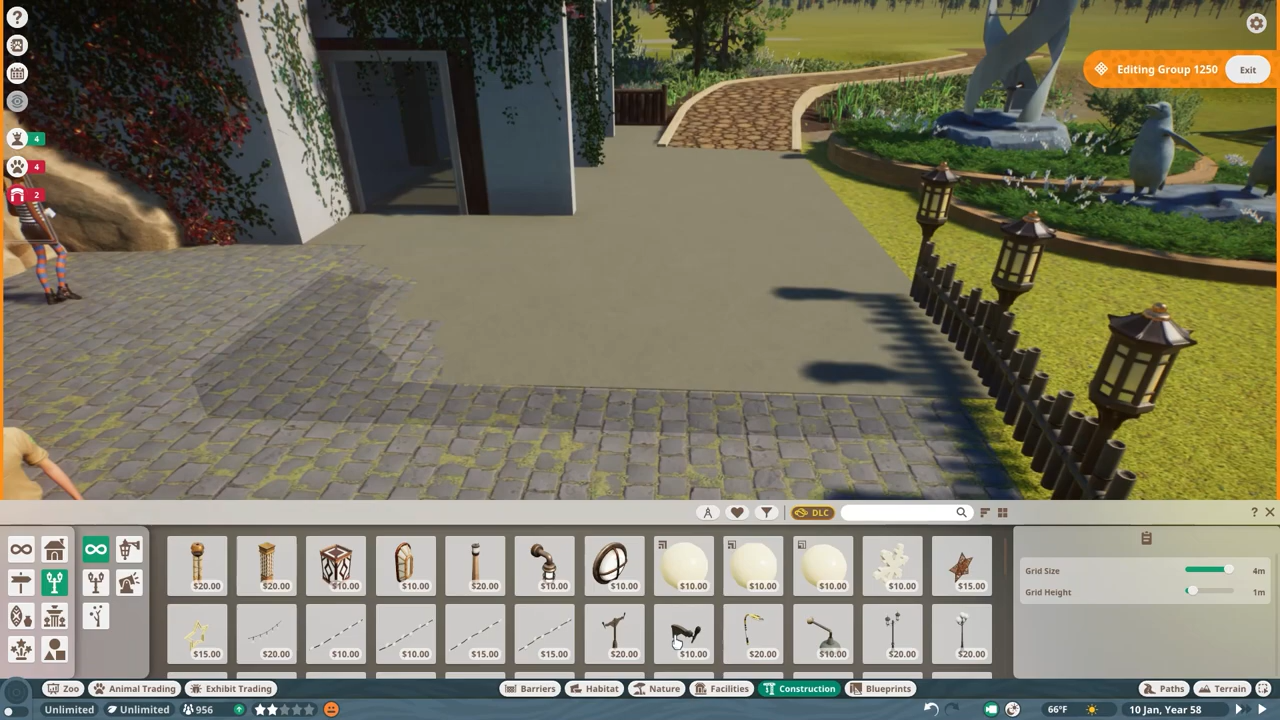 ?
Editing Group 1250
Exit
4
4
2
DLC
?
$20.00
$20.00
$10.00
$10.00
$20.00
$10.00
$10.00
$10.00
$10.00
$10.00
$10.00
$15.00
Grid Size
4m
Grid Height
1m
$15.00
$20.00
$10.00
$10.00
$15.00
$15.00
$20.00
$10.00
$20.00
$10.00
$20.00
$20.00
Zoo
Animal Trading
Exhibit Trading
Barriers
Habitat
Nature
Facilities
Construction
Blueprints
Paths
Terrain
Unlimited
Unlimited
956
66°F
10 Jan, Year 58